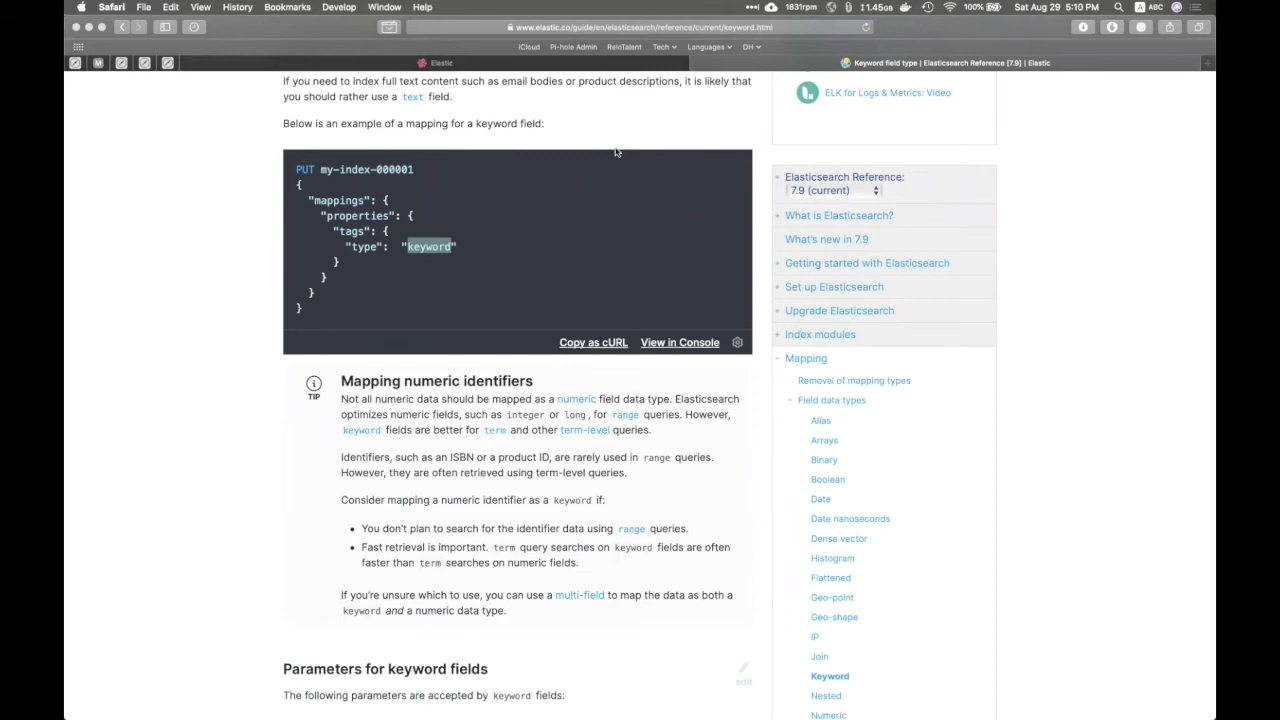 Safari File Edit View History Bookmarks Develop Window Help 1831rpm 1.45GB 100% ABC Sat Aug 29 5:10 PM
www.elastic.co/guide/en/elasticsearch/reference/current/keyword.html
iCloud Pi-hole Admin ReloTalent Tech Languages DH
M Elastic Keyword field type | Elasticsearch Reference [7.9] | Elastic
If you need to index full text content such as email bodies or product descriptions, it is likely that
you should rather use a text field.
Below is an example of a mapping for a keyword field:
PUT my-index-000001
{
"mappings": {
"properties": {
"tags": {
"type": "keyword"
}
}
}
}
Copy as cURL View in Console
TIP
Mapping numeric identifiers
Not all numeric data should be mapped as a numeric field data type. Elasticsearch
optimizes numeric fields, such as integer or long, for range queries. However,
keyword fields are better for term and other term-level queries.
Identifiers, such as an ISBN or a product ID, are rarely used in range queries.
However, they are often retrieved using term-level queries.
Consider mapping a numeric identifier as a keyword if:
• You don't plan to search for the identifier data using range queries.
• Fast retrieval is important. term query searches on keyword fields are often
faster than term searches on numeric fields.
If you're unsure which to use, you can use a multi-field to map the data as both a
keyword and a numeric data type.
Parameters for keyword fields
edit
The following parameters are accepted by keyword fields:
ELK for Logs & Metrics: Video
Elasticsearch Reference:
7.9 (current)
What is Elasticsearch?
What's new in 7.9
Getting started with Elasticsearch
Set up Elasticsearch
Upgrade Elasticsearch
Index modules
Mapping
Removal of mapping types
Field data types
Alias
Arrays
Binary
Boolean
Date
Date nanoseconds
Dense vector
Histogram
Flattened
Geo-point
Geo-shape
IP
Join
Keyword
Nested
Numeric